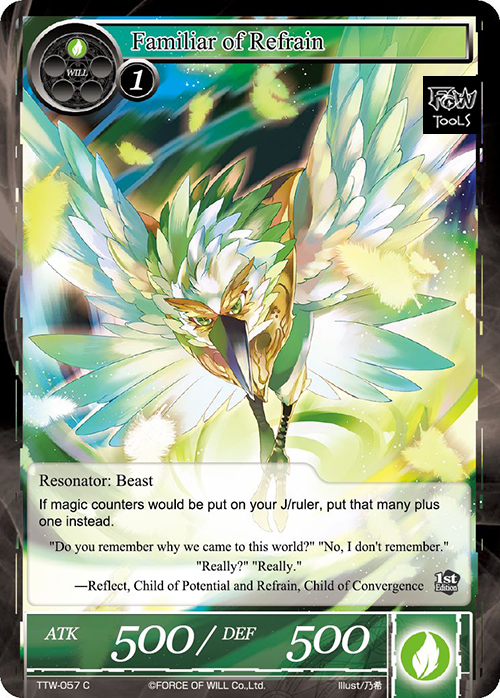 Familiar of Refrain
WILL
1
FOW
TOOLS
Resonator: Beast
If magic counters would be put on your J/ruler, put that many plus
one instead.
"Do you remember why we came to this world?" "No, I don't remember."
"Really?" "Really."
—Reflect, Child of Potential and Refrain, Child of Convergence
1st
Edition
ATK 500 / DEF 500
TTW-057 C ©FORCE OF WILL Co.,Ltd. Illust/乃希